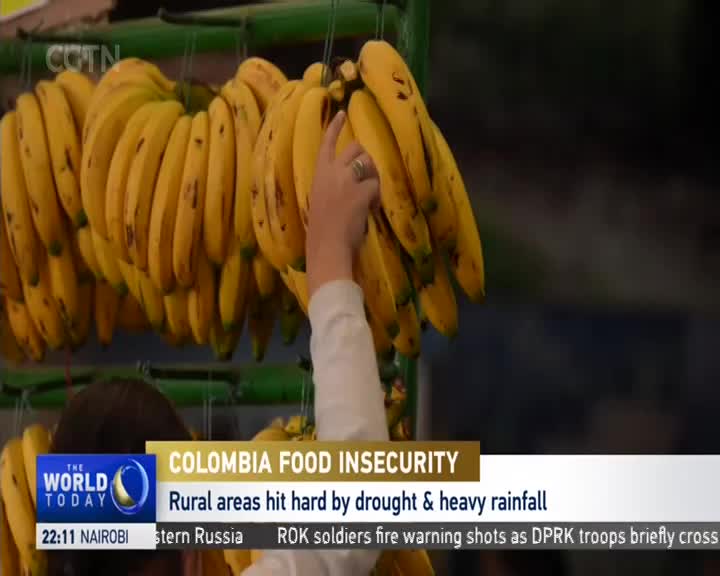 CGTN
COLOMBIA FOOD INSECURITY
THE WORLD TODAY
Rural areas hit hard by drought & heavy rainfall
22:11 NAIROBI
stern Russia ROK soldiers fire warning shots as DPRK troops briefly cross